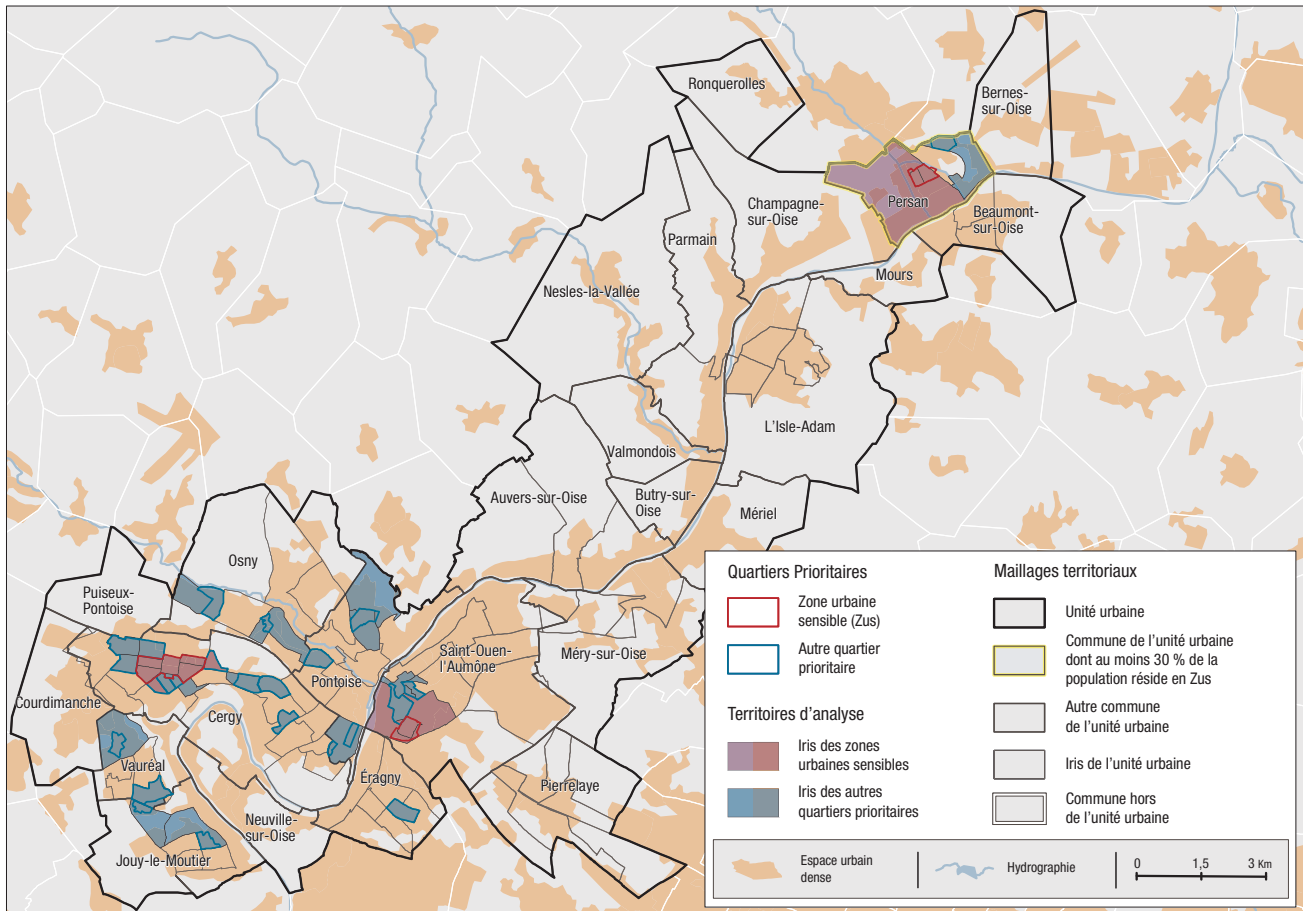 Ronquerolles
Bernes-
sur-Oise
Champagne-
sur-Oise
Persan
Beaumont-
sur-Oise
Parmain
Mours
Nesles-la-Vallée
L'Isle-Adam
Valmondois
Auvers-sur-Oise
Butry-sur-
Oise
Mériel
Osny
Puiseux-
Pontoise
Saint-Ouen-
l'Aumône
Méry-sur-Oise
Pontoise
Courdimanche
Cergy
Vauréal
Éragny
Pierrelaye
Neuville-
sur-Oise
Jouy-le-Moutier
Quartiers Prioritaires
Zone urbaine
sensible (Zus)
Autre quartier
prioritaire
Territoires d'analyse
Iris des zones
urbaines sensibles
Iris des autres
quartiers prioritaires
Maillages territoriaux
Unité urbaine
Commune de l'unité urbaine
dont au moins 30 % de la
population réside en Zus
Autre commune
de l'unité urbaine
Iris de l'unité urbaine
Commune hors
de l'unité urbaine
Espace urbain
dense
Hydrographie
0 1,5 3 Km